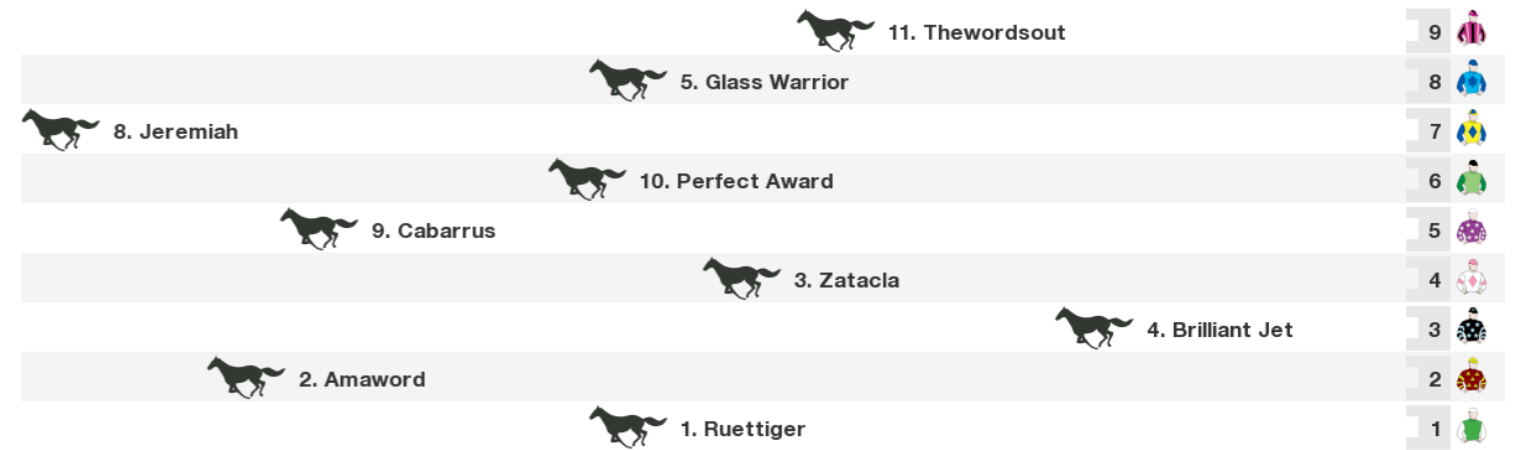 11. Thewordsout 9
5. Glass Warrior 8
8. Jeremiah 7
10. Perfect Award 6
9. Cabarrus 5
3. Zatacla 4
4. Brilliant Jet 3
2. Amaword 2
1. Ruettiger 1